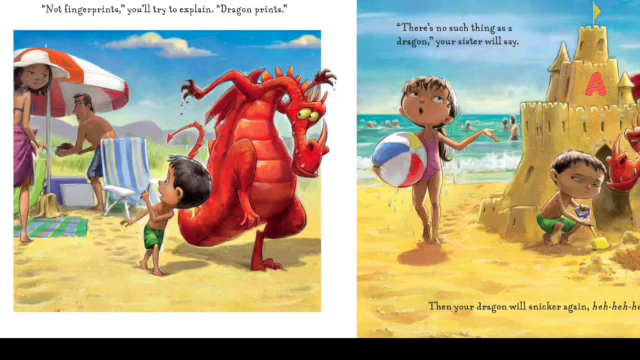 "Not fingerprints," you'll try to explain. "Dragon prints."
"There's no such thing as a
dragon," your sister will say.
Then your dragon will snicker again, heh-heh-he